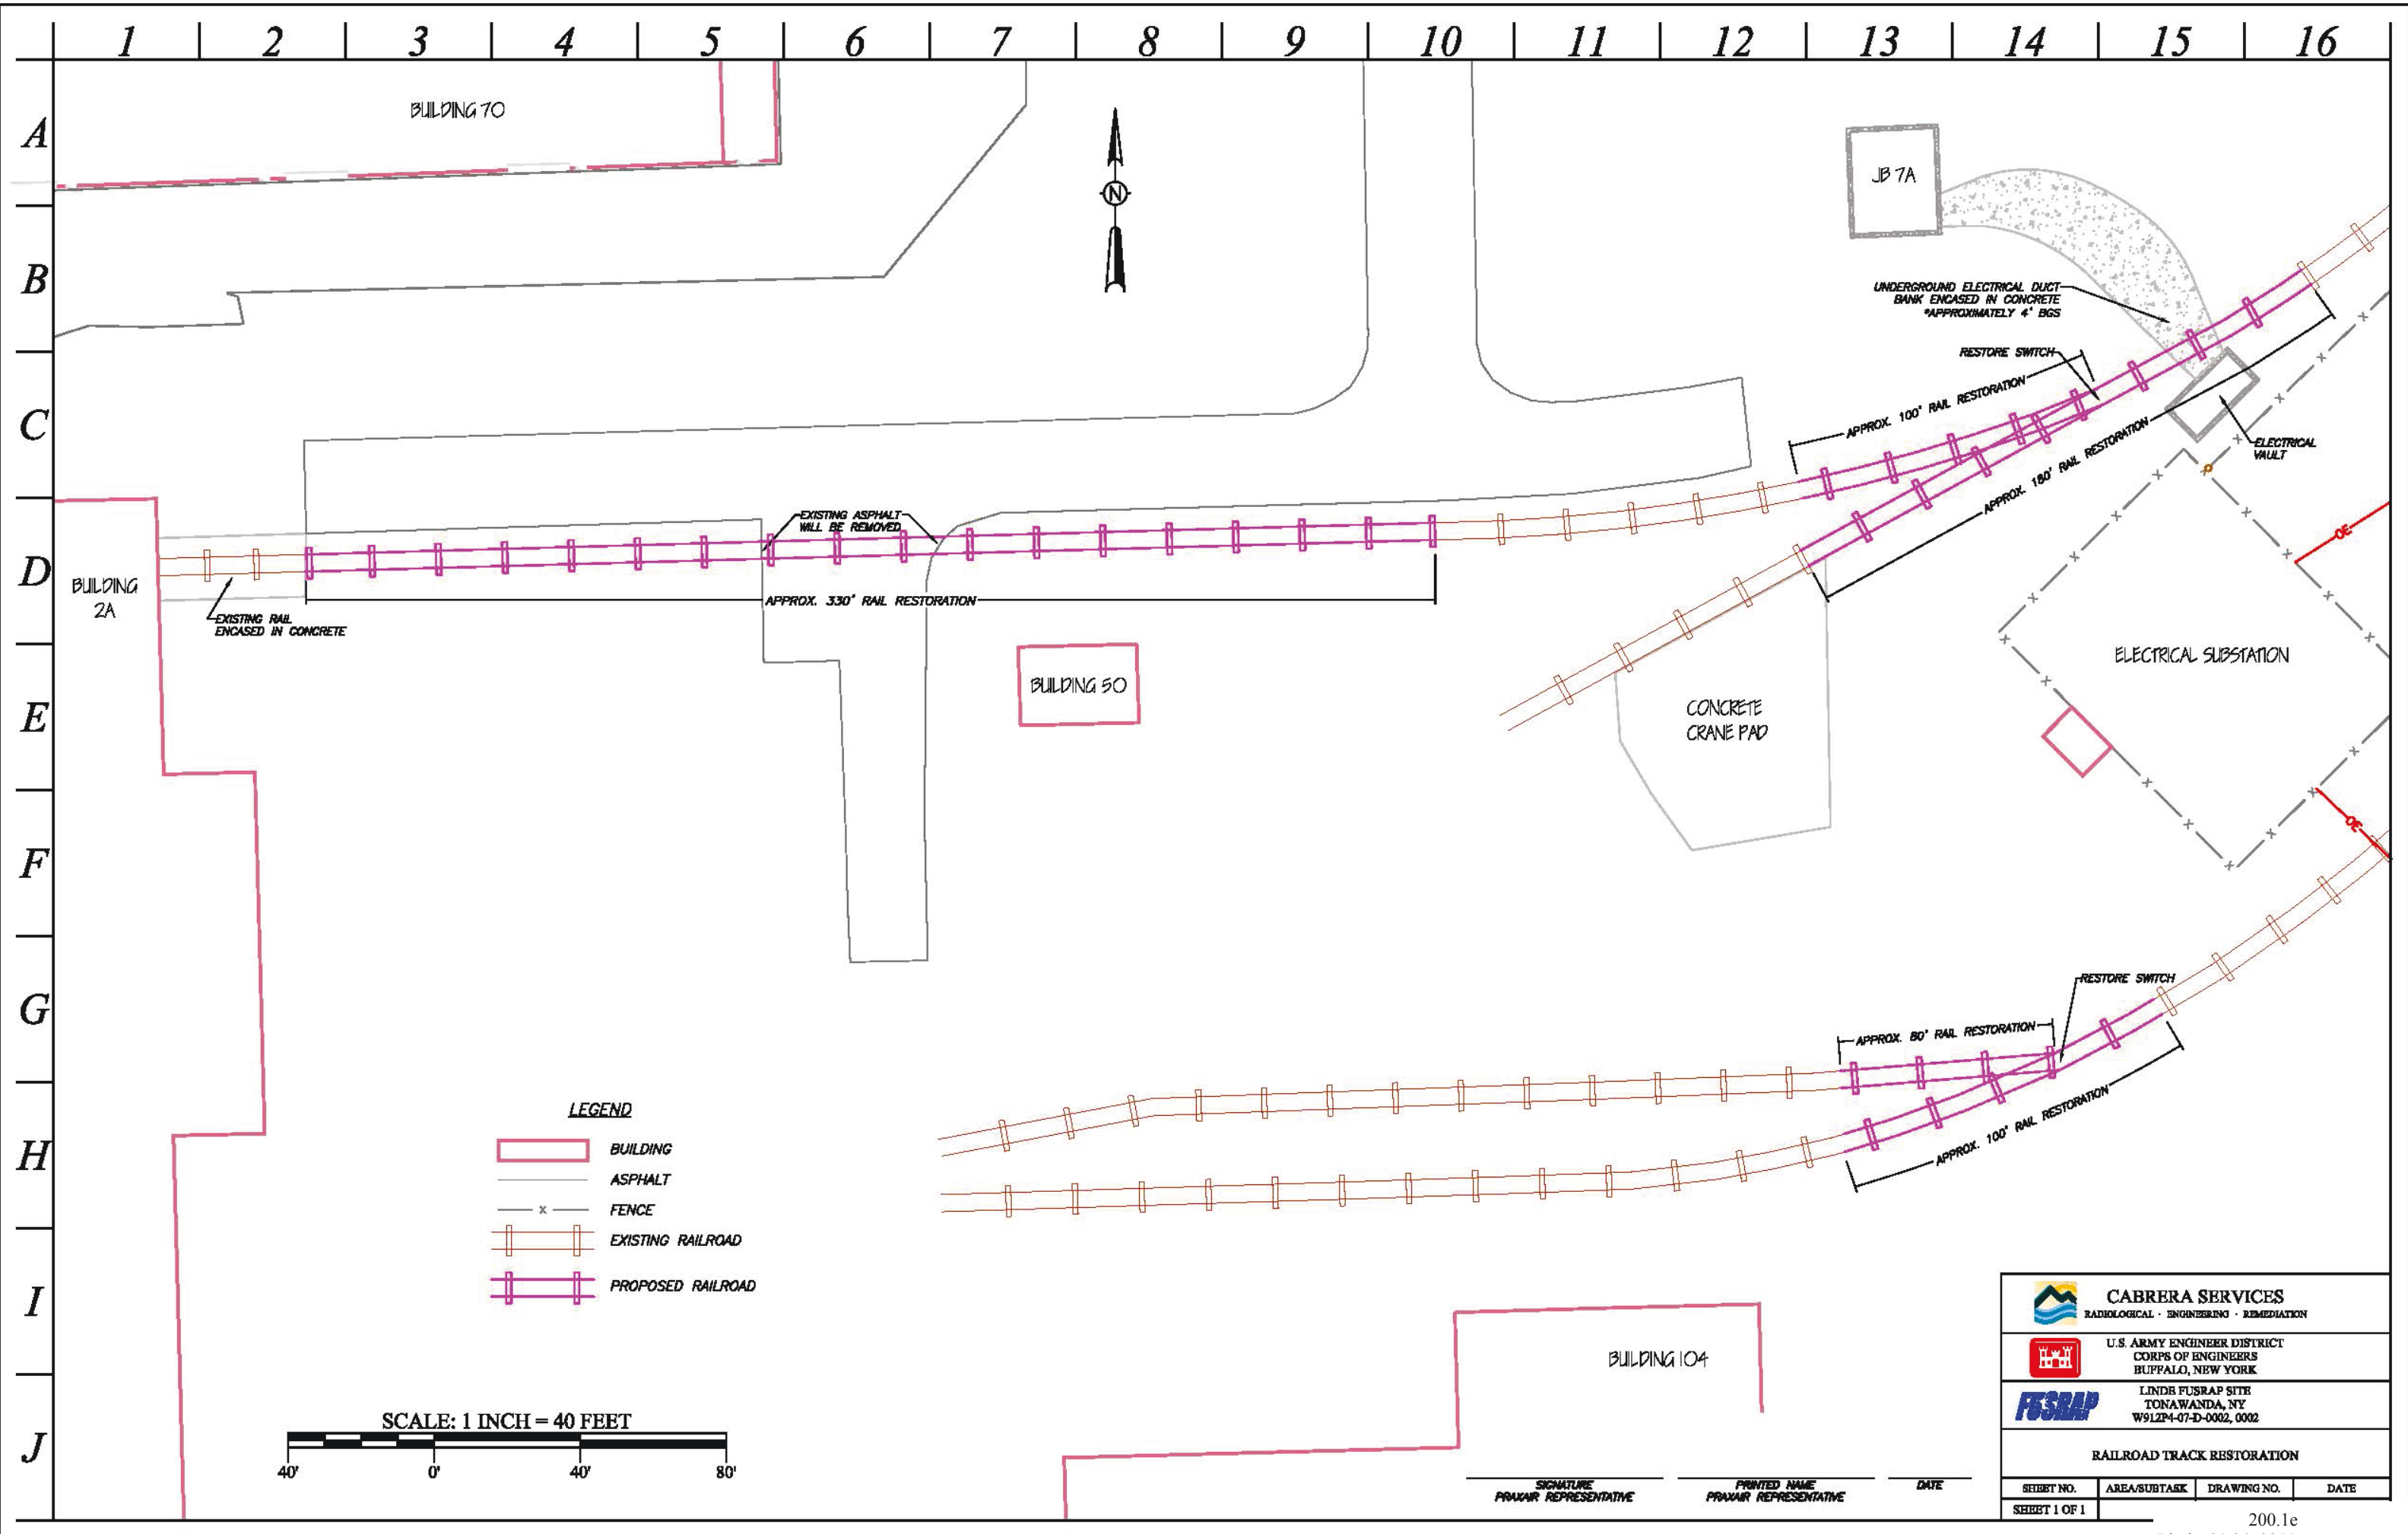 1 2 3 4 5 6 7 8 9 10 11 12 13 14 15 16
A
B
C
D
E
F
G
H
I
J
BUILDING 70
N
JB 7A
UNDERGROUND ELECTRICAL DUCT
BANK ENCASED IN CONCRETE
*APPROXIMATELY 4' BGS
RESTORE SWITCH
APPROX. 100' RAIL RESTORATION
APPROX. 180' RAIL RESTORATION
ELECTRICAL
VAULT
EXISTING ASPHALT
WILL BE REMOVED
OE
BUILDING
2A
APPROX. 330' RAIL RESTORATION
EXISTING RAIL
ENCASED IN CONCRETE
ELECTRICAL SUBSTATION
BUILDING 50
CONCRETE
CRANE PAD
OE
RESTORE SWITCH
APPROX. 80' RAIL RESTORATION
APPROX. 100' RAIL RESTORATION
LEGEND
BUILDING
ASPHALT
FENCE
EXISTING RAILROAD
PROPOSED RAILROAD
BUILDING 104
SCALE: 1 INCH = 40 FEET
40' 0' 40' 80'
SIGNATURE
PRAXAIR REPRESENTATIVE
PRINTED NAME
PRAXAIR REPRESENTATIVE
DATE
CABRERA SERVICES
RADIOLOGICAL · ENGINEERING · REMEDIATION
U.S. ARMY ENGINEER DISTRICT
CORPS OF ENGINEERS
BUFFALO, NEW YORK
FUSRAP
LINDE FUSRAP SITE
TONAWANDA, NY
W912P4-07-D-0002, 0002
RAILROAD TRACK RESTORATION
SHEET NO. AREA/SUBTASK DRAWING NO. DATE
SHEET 1 OF 1
200.1e